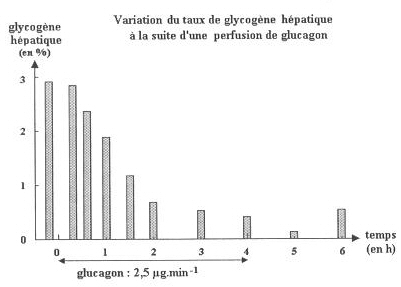 Variation du taux de glycogène hépatique
à la suite d'une perfusion de glucagon
glycogène
hépatique
(en %)
3
2
1
0
0 1 2 3 4 5 6
temps
(en h)
glucagon : 2,5 µg.min⁻¹